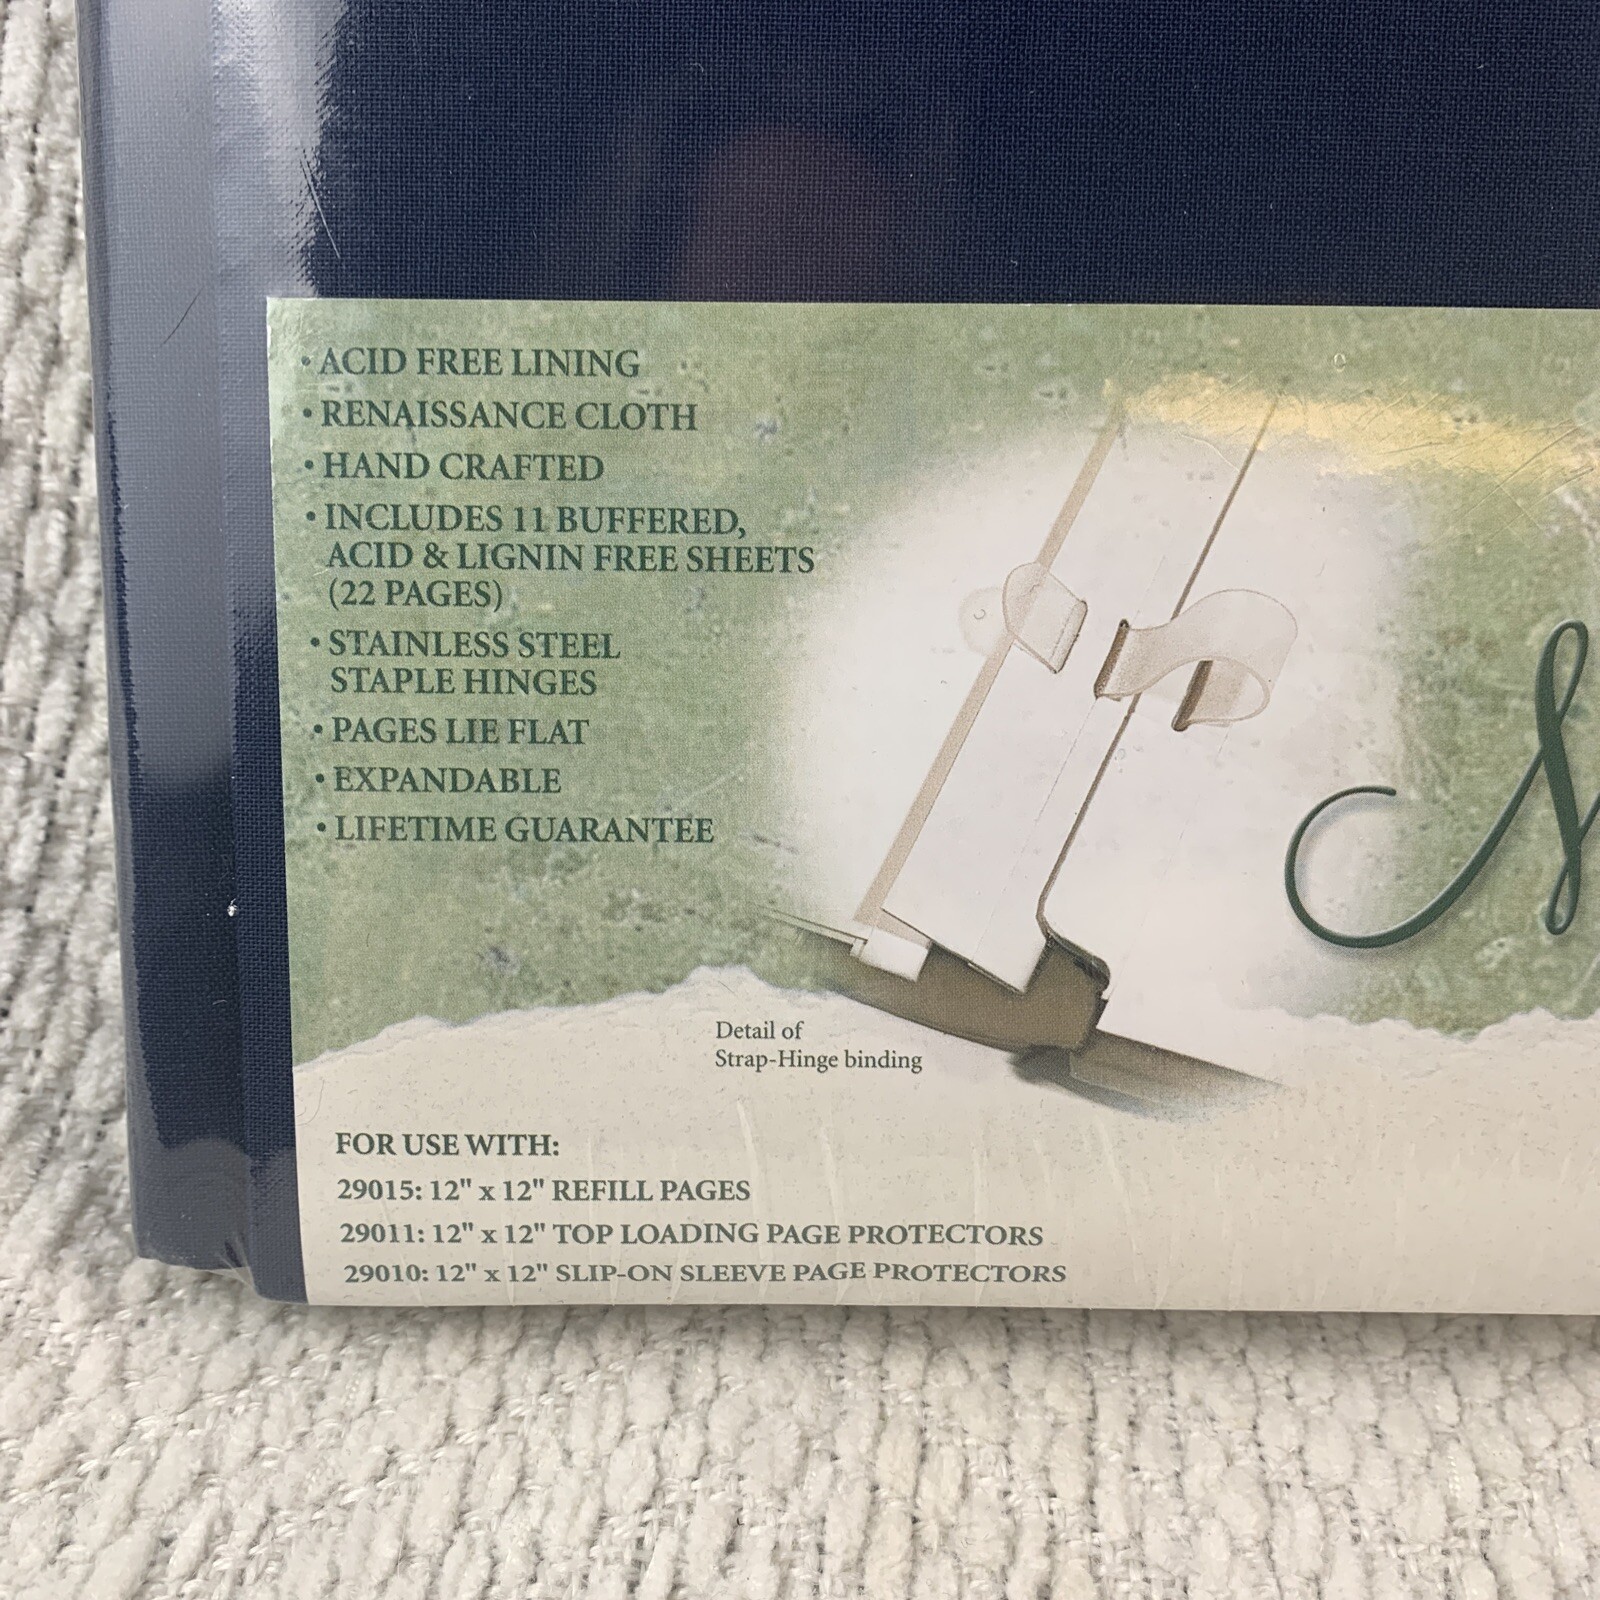 • ACID FREE LINING
• RENAISSANCE CLOTH
• HAND CRAFTED
• INCLUDES 11 BUFFERED,
ACID & LIGNIN FREE SHEETS
(22 PAGES)
• STAINLESS STEEL
STAPLE HINGES
• PAGES LIE FLAT
• EXPANDABLE
• LIFETIME GUARANTEE
Detail of
Strap-Hinge binding
FOR USE WITH:
29015: 12" x 12" REFILL PAGES
29011: 12" x 12" TOP LOADING PAGE PROTECTORS
29010: 12" x 12" SLIP-ON SLEEVE PAGE PROTECTORS